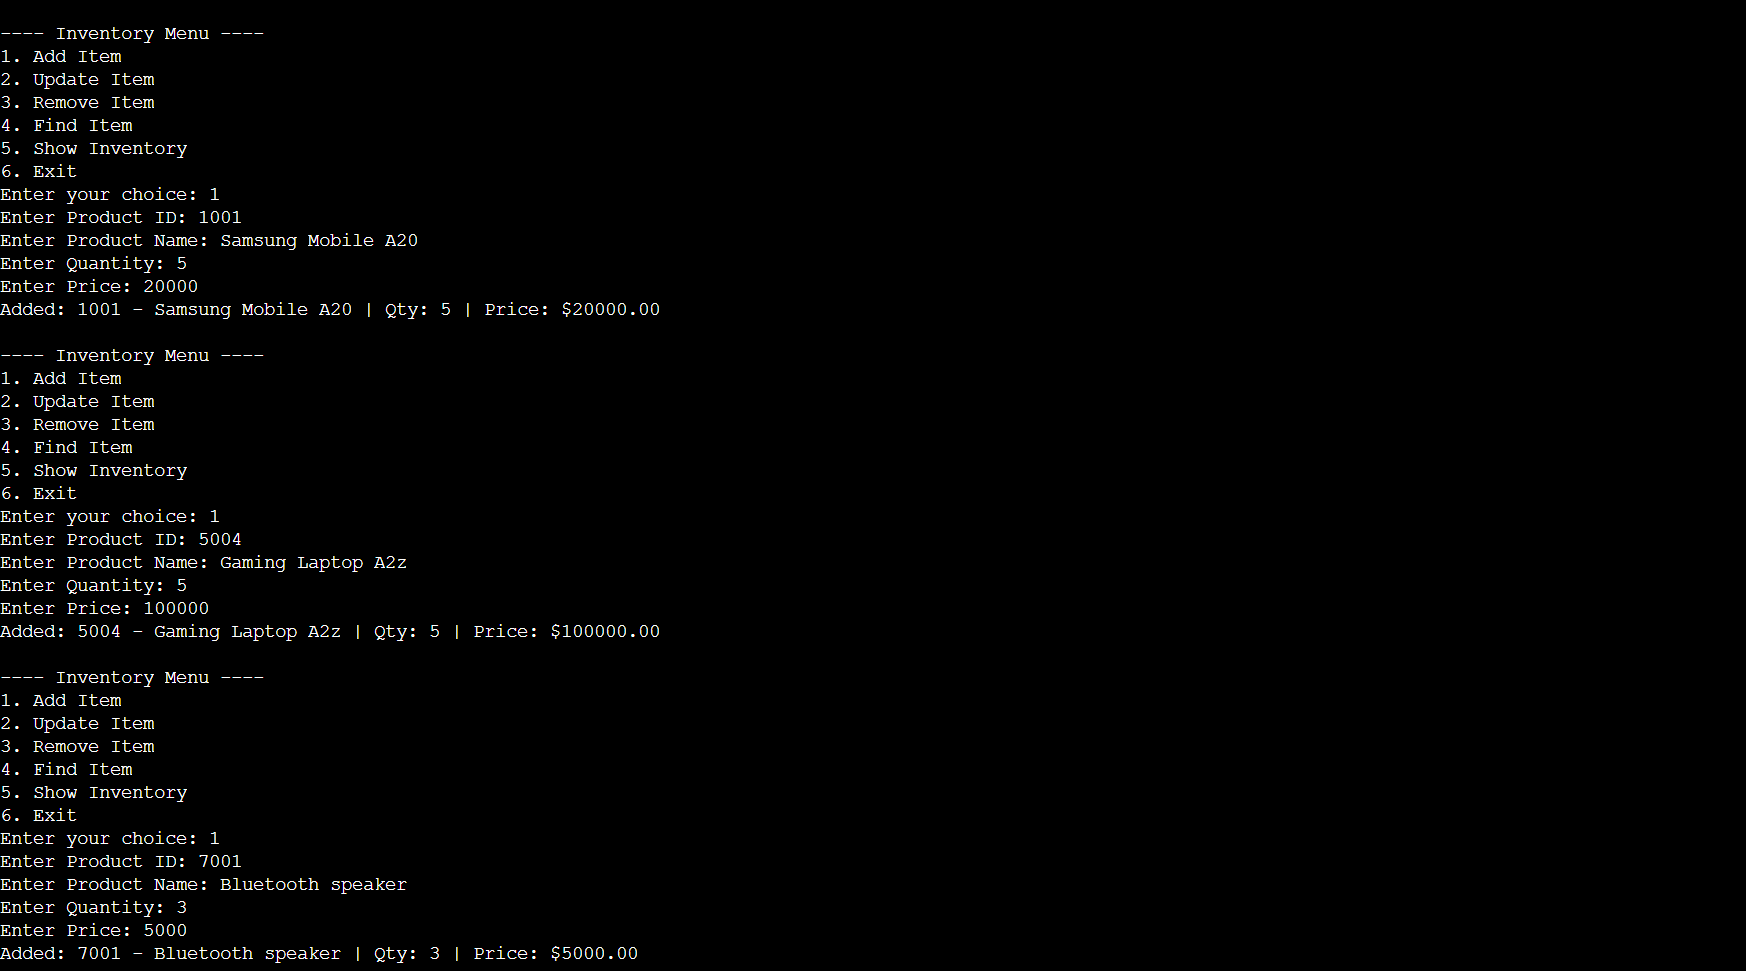 ---- Inventory Menu ----
1. Add Item
2. Update Item
3. Remove Item
4. Find Item
5. Show Inventory
6. Exit
Enter your choice: 1
Enter Product ID: 1001
Enter Product Name: Samsung Mobile A20
Enter Quantity: 5
Enter Price: 20000
Added: 1001 - Samsung Mobile A20 | Qty: 5 | Price: $20000.00
---- Inventory Menu ----
1. Add Item
2. Update Item
3. Remove Item
4. Find Item
5. Show Inventory
6. Exit
Enter your choice: 1
Enter Product ID: 5004
Enter Product Name: Gaming Laptop A2z
Enter Quantity: 5
Enter Price: 100000
Added: 5004 - Gaming Laptop A2z | Qty: 5 | Price: $100000.00
---- Inventory Menu ----
1. Add Item
2. Update Item
3. Remove Item
4. Find Item
5. Show Inventory
6. Exit
Enter your choice: 1
Enter Product ID: 7001
Enter Product Name: Bluetooth speaker
Enter Quantity: 3
Enter Price: 5000
Added: 7001 - Bluetooth speaker | Qty: 3 | Price: $5000.00